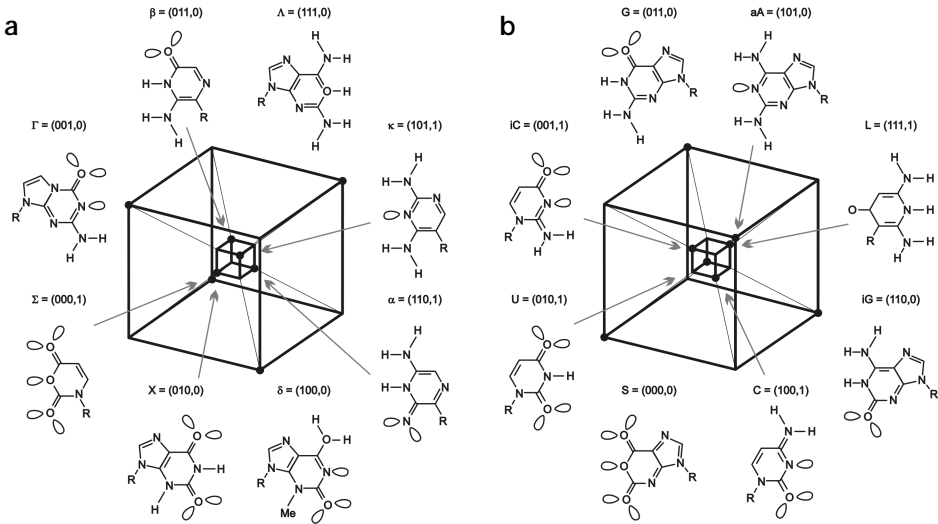 a
β = (011,0)
Λ = (111,0)
Γ = (001,0)
κ = (101,1)
Σ = (000,1)
α = (110,1)
X = (010,0)
δ = (100,0)
O
H
N
N
H
N
H
R
H
N
N
H
H
N
N
O
H
N
R
N
H
H
N
O
N
N
R
N
N
H
H
H
N
H
N
N
H
N
R
H
O
O
N
O
R
H
N
H
H
N
N
N
R
O
N
N
H
N
N
R
O
H
O
H
N
N
H
N
N
R
O
Me
b
G = (011,0)
aA = (101,0)
iC = (001,1)
L = (111,1)
U = (010,1)
iG = (110,0)
S = (000,0)
C = (100,1)
O
N
H
N
N
N
R
H
N
H
H
N
H
N
N
N
N
R
H
N
H
O
N
N
N
H
R
H
N
H
O
N
H
R
N
H
H
O
N
H
N
O
R
H
N
H
N
H
N
N
N
R
O
O
N
O
N
N
R
O
H
N
H
N
N
O
R